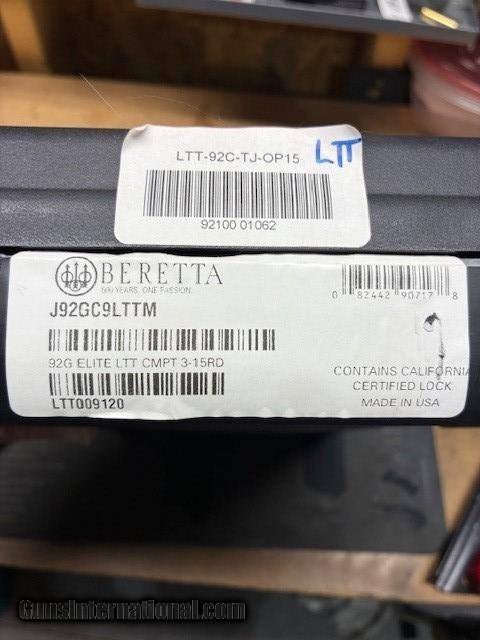 LTT-92C-TJ-OP15
LTT
92100 01062
BERETTA
500 YEARS. ONE PASSION.
0 82442 90717 8
J92GC9LTTM
92G ELITE LTT CMPT 3-15RD
LTT009120
CONTAINS CALIFORNIA
CERTIFIED LOCK
MADE IN USA
GunsInternational.com